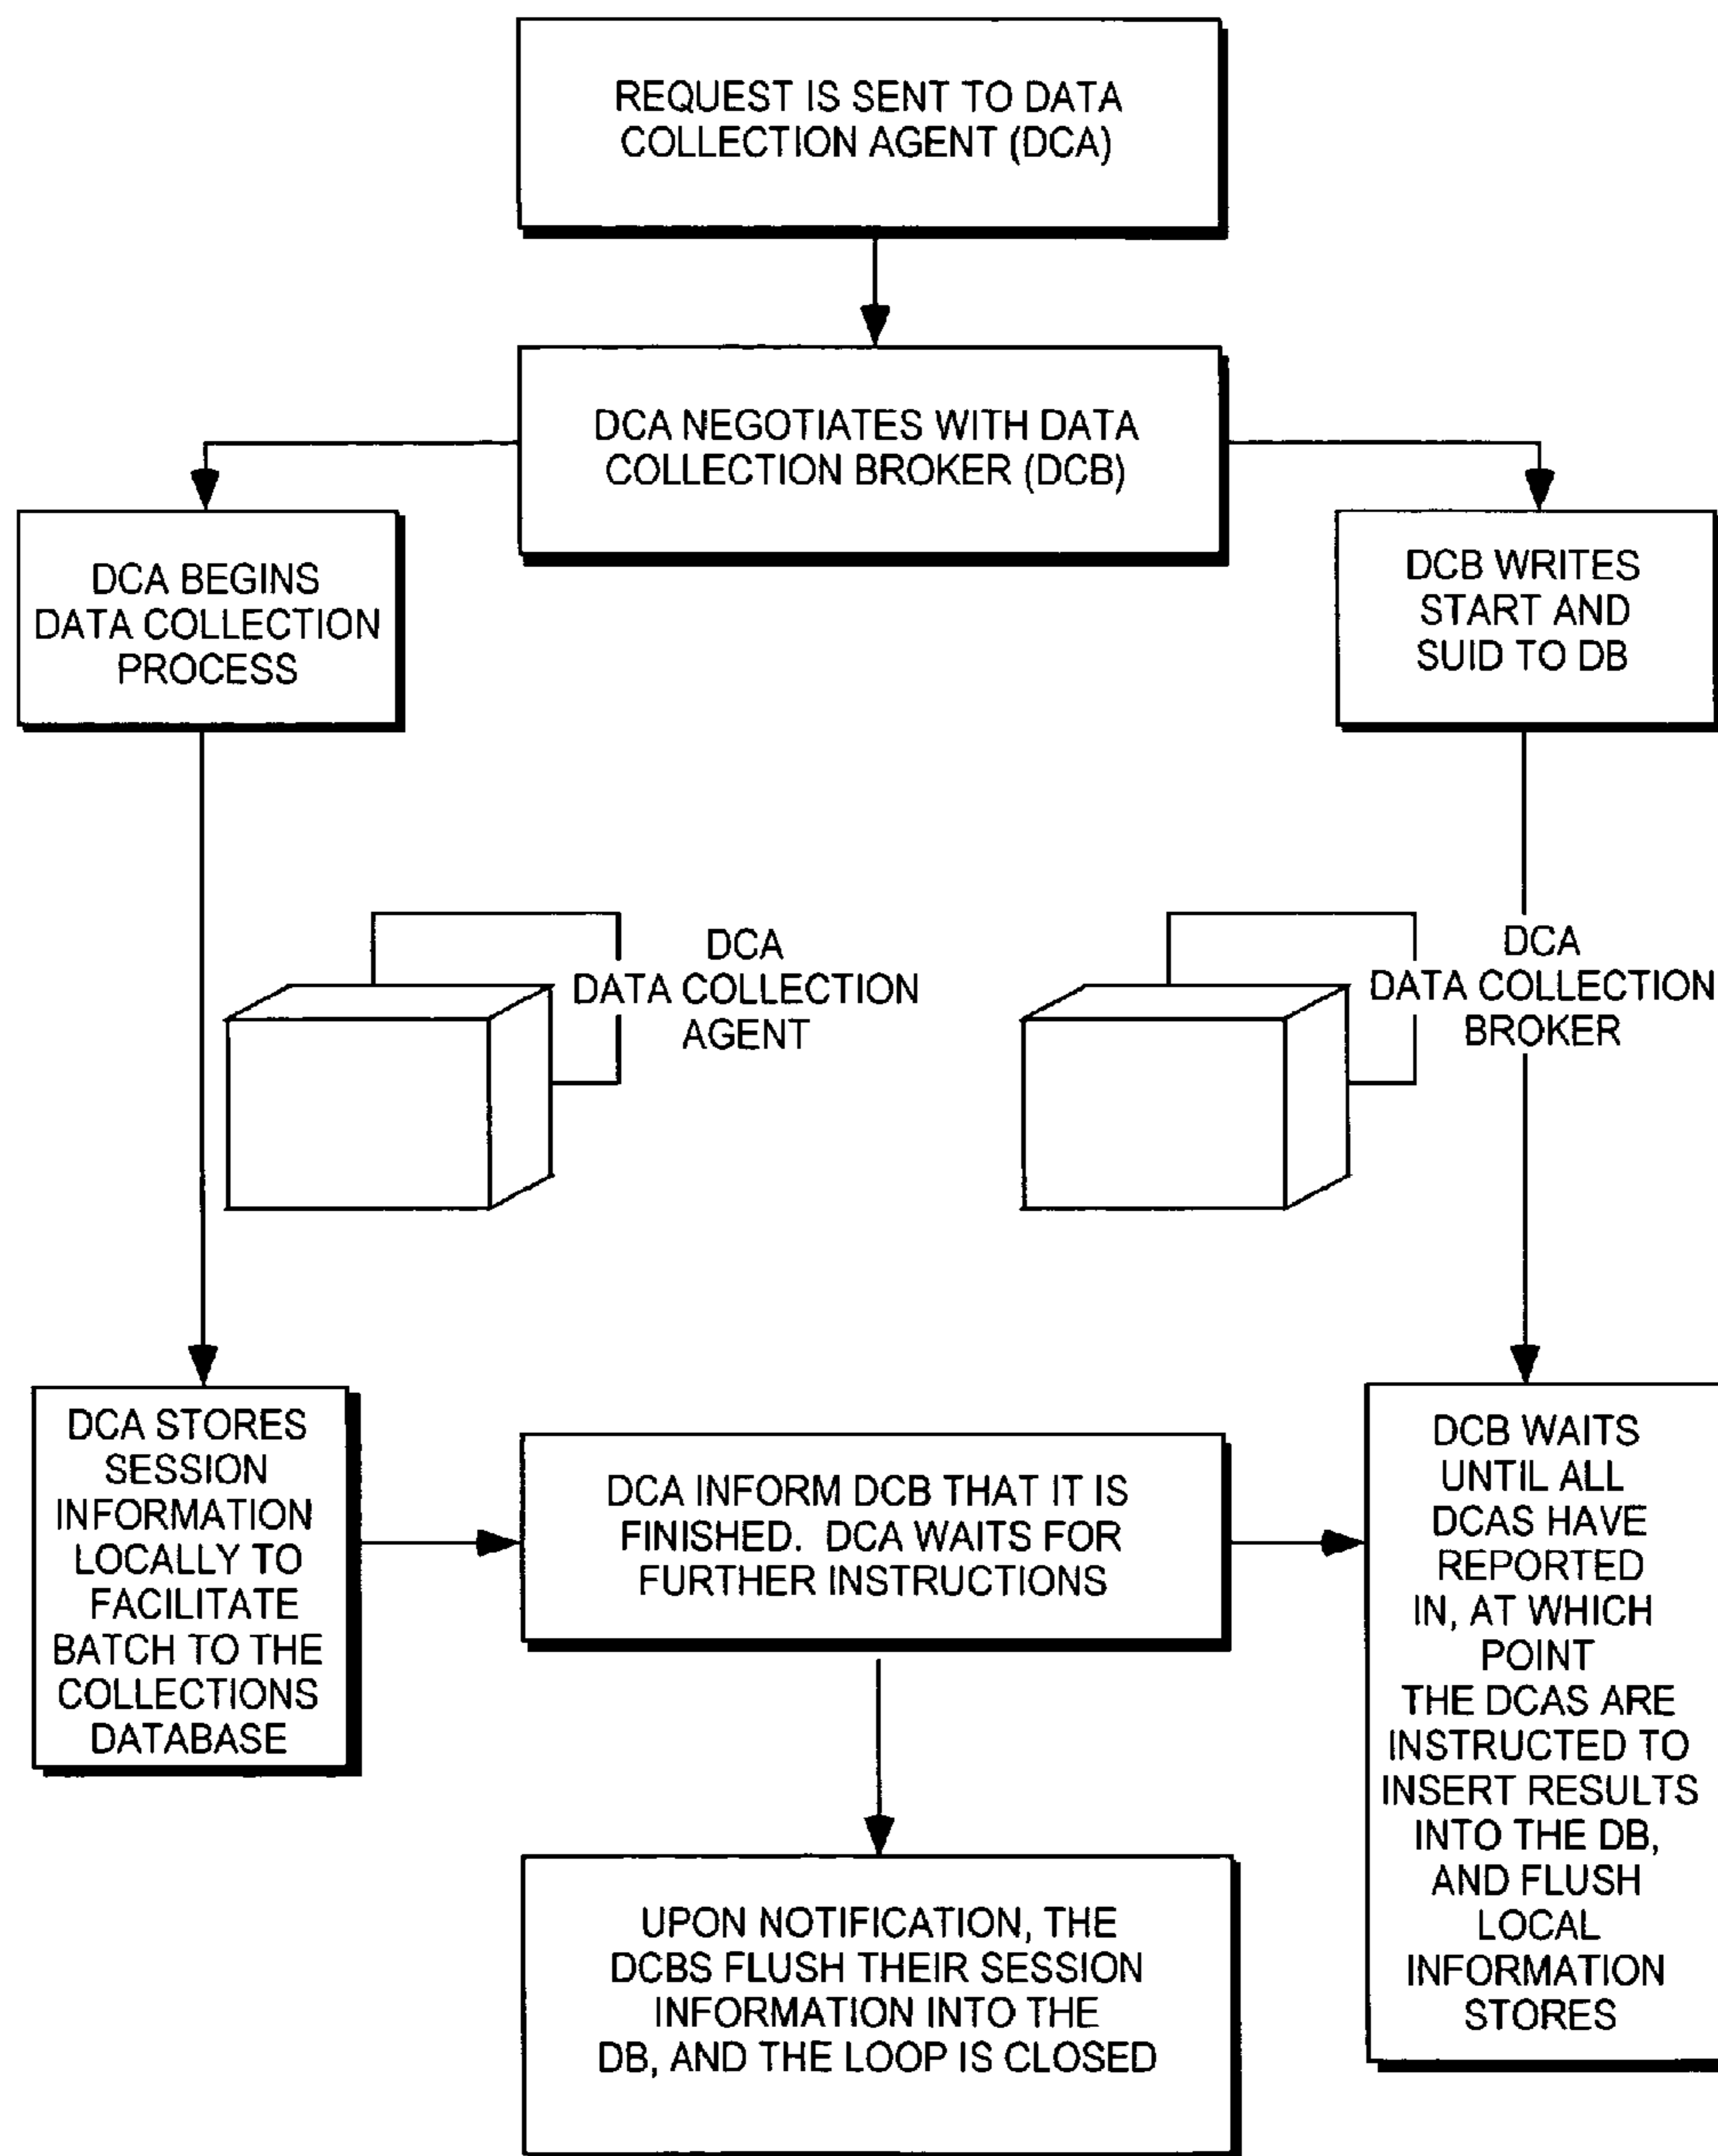 REQUEST IS SENT TO DATA
COLLECTION AGENT (DCA)
DCA NEGOTIATES WITH DATA
COLLECTION BROKER (DCB)
DCA BEGINS
DATA COLLECTION
PROCESS
DCB WRITES
START AND
SUID TO DB
DCA
DATA COLLECTION
AGENT
DCA
DATA COLLECTION
BROKER
DCA STORES
SESSION
INFORMATION
LOCALLY TO
FACILITATE
BATCH TO THE
COLLECTIONS
DATABASE
DCA INFORM DCB THAT IT IS
FINISHED. DCA WAITS FOR
FURTHER INSTRUCTIONS
DCB WAITS
UNTIL ALL
DCAS HAVE
REPORTED
IN, AT WHICH
POINT
THE DCAS ARE
INSTRUCTED TO
INSERT RESULTS
INTO THE DB,
AND FLUSH
LOCAL
INFORMATION
STORES
UPON NOTIFICATION, THE
DCBS FLUSH THEIR SESSION
INFORMATION INTO THE
DB, AND THE LOOP IS CLOSED